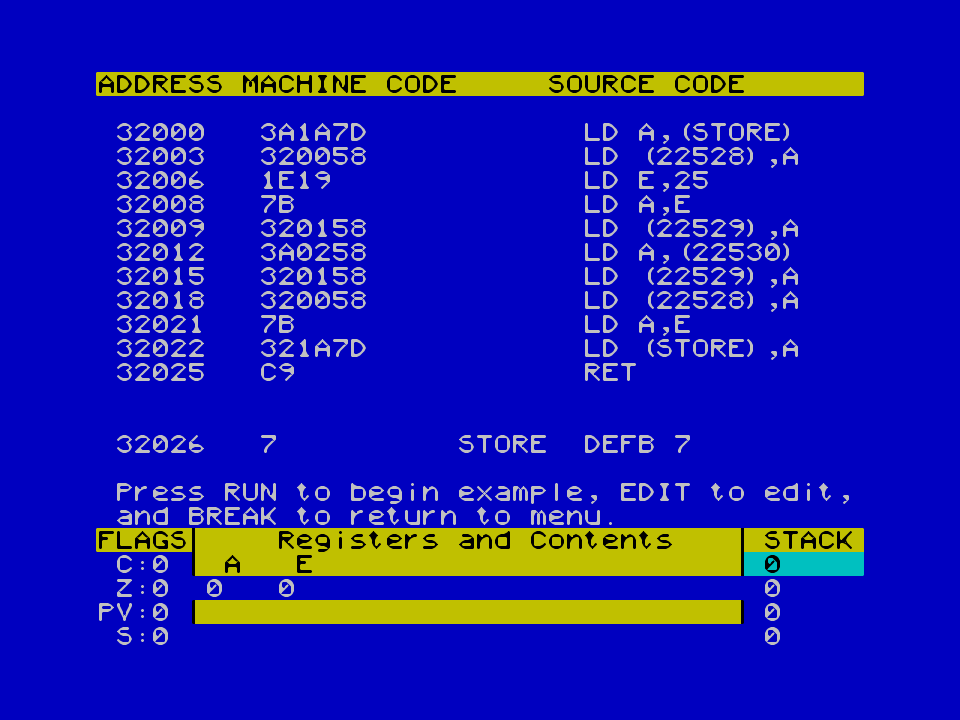 ADDRESS MACHINE CODE SOURCE CODE
32000 3A1A7D LD A,(STORE)
32003 320058 LD (22528),A
32006 1E19 LD E,25
32008 7B LD A,E
32009 320158 LD (22529),A
32012 3A0258 LD A,(22530)
32015 320158 LD (22529),A
32018 320058 LD (22528),A
32021 7B LD A,E
32022 321A7D LD (STORE),A
32025 C9 RET
32026 7 STORE DEFB 7
Press RUN to begin example, EDIT to edit,
and BREAK to return to menu.
FLAGS Registers and Contents STACK
C:0 A E 0
Z:0 0 0 0
PV:0 0
S:0 0